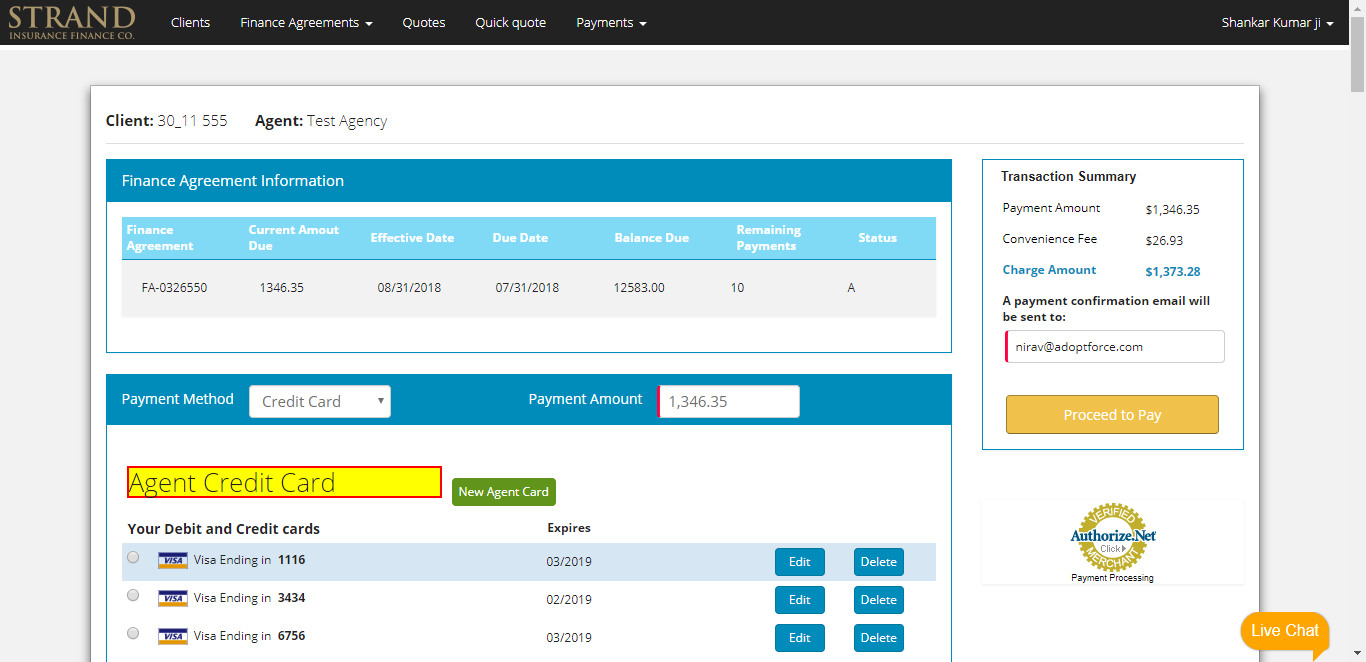 STRAND
INSURANCE FINANCE CO.
Clients
Finance Agreements
Quotes
Quick quote
Payments
Shankar Kumar ji
Client: 30_11 555
Agent: Test Agency
Finance Agreement Information
Finance Agreement
Current Amout Due
Effective Date
Due Date
Balance Due
Remaining Payments
Status
FA-0326550
1346.35
08/31/2018
07/31/2018
12583.00
10
A
Payment Method
Credit Card
Payment Amount
1,346.35
Agent Credit Card
New Agent Card
Your Debit and Credit cards
Expires
VISA
Visa Ending in 1116
03/2019
Edit
Delete
VISA
Visa Ending in 3434
02/2019
Edit
Delete
VISA
Visa Ending in 6756
03/2019
Edit
Delete
Transaction Summary
Payment Amount
$1,346.35
Convenience Fee
$26.93
Charge Amount
$1,373.28
A payment confirmation email will
be sent to:
nirav@adoptforce.com
Proceed to Pay
VERIFIED
Authorize.Net
Click
MERCHANT
Payment Processing
Live Chat